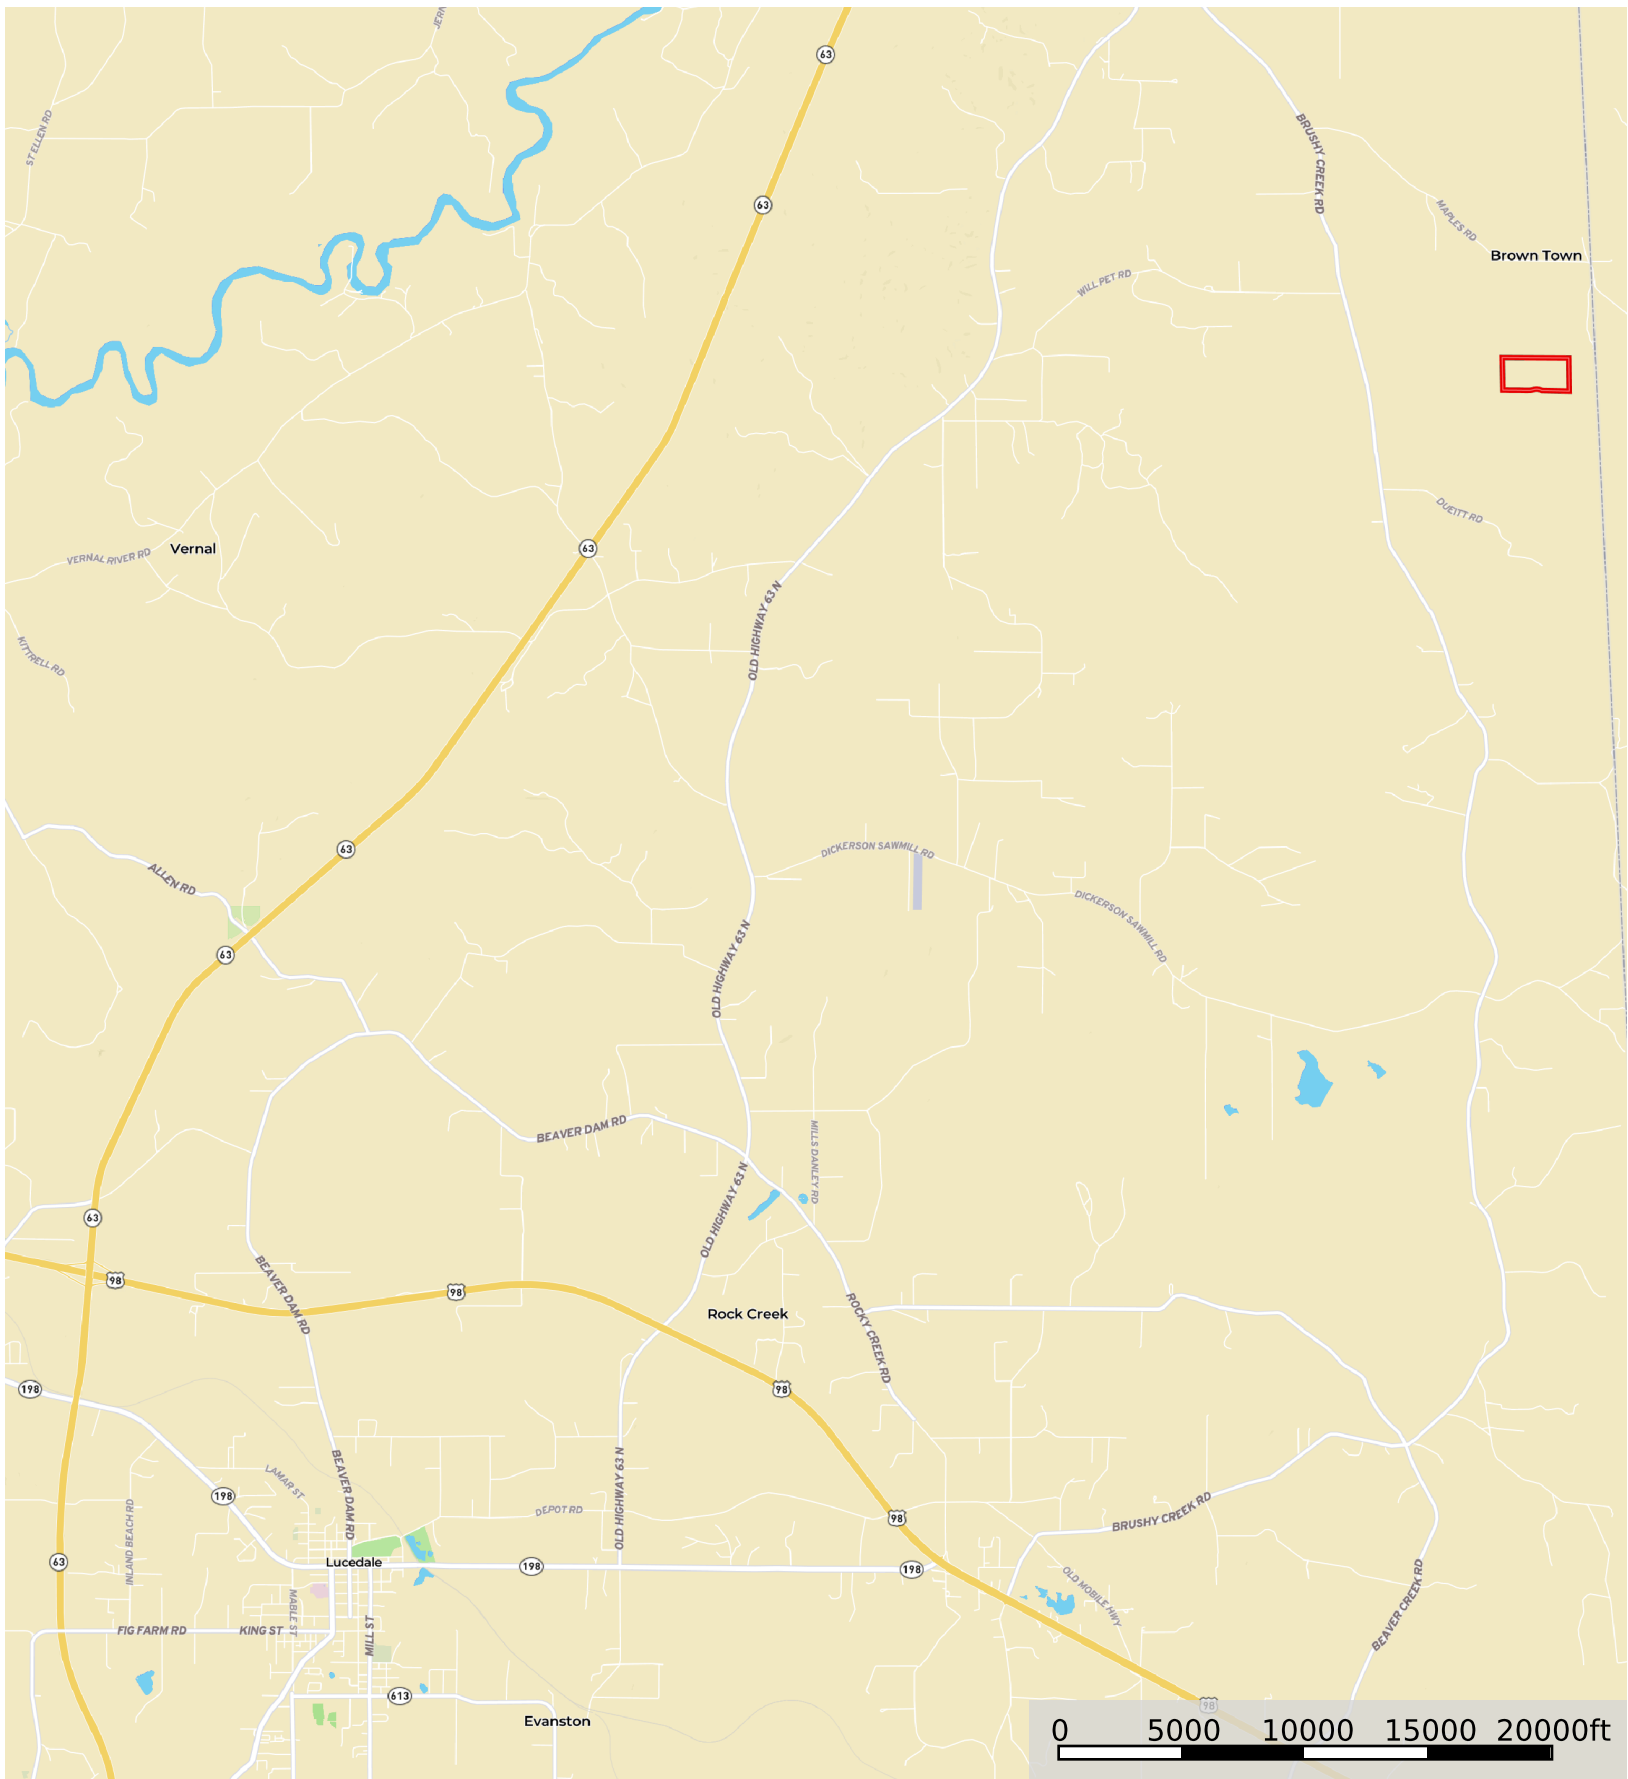 63
ST ELLEN RD
BRUSHY CREEK RD
63
MAPLES RD
Brown Town
WILL PET RD
DUEITT RD
Vernal
63
VERNAL RIVER RD
OLD HIGHWAY 63 N
KITTRELL RD
63
DICKERSON SAWMILL RD
ALLEN RD
DICKERSON SAWMILL RD
OLD HIGHWAY 63 N
63
BEAVER DAM RD
MILLS DANLEY RD
OLD HIGHWAY 63 N
63
98
98
BEAVER DAM RD
Rock Creek
ROCKY CREEK RD
198
98
LAMAR ST
BEAVER DAM RD
198
OLD HIGHWAY 63 N
DEPOT RD
INLAND BEACH RD
98
BRUSHY CREEK RD
63
Lucedale
198
198
OLD MOBILE HWY
BEAVER CREEK RD
MABLE ST
FIG FARM RD
KING ST
MILL ST
613
98
Evanston
0 5000 10000 15000 20000ft